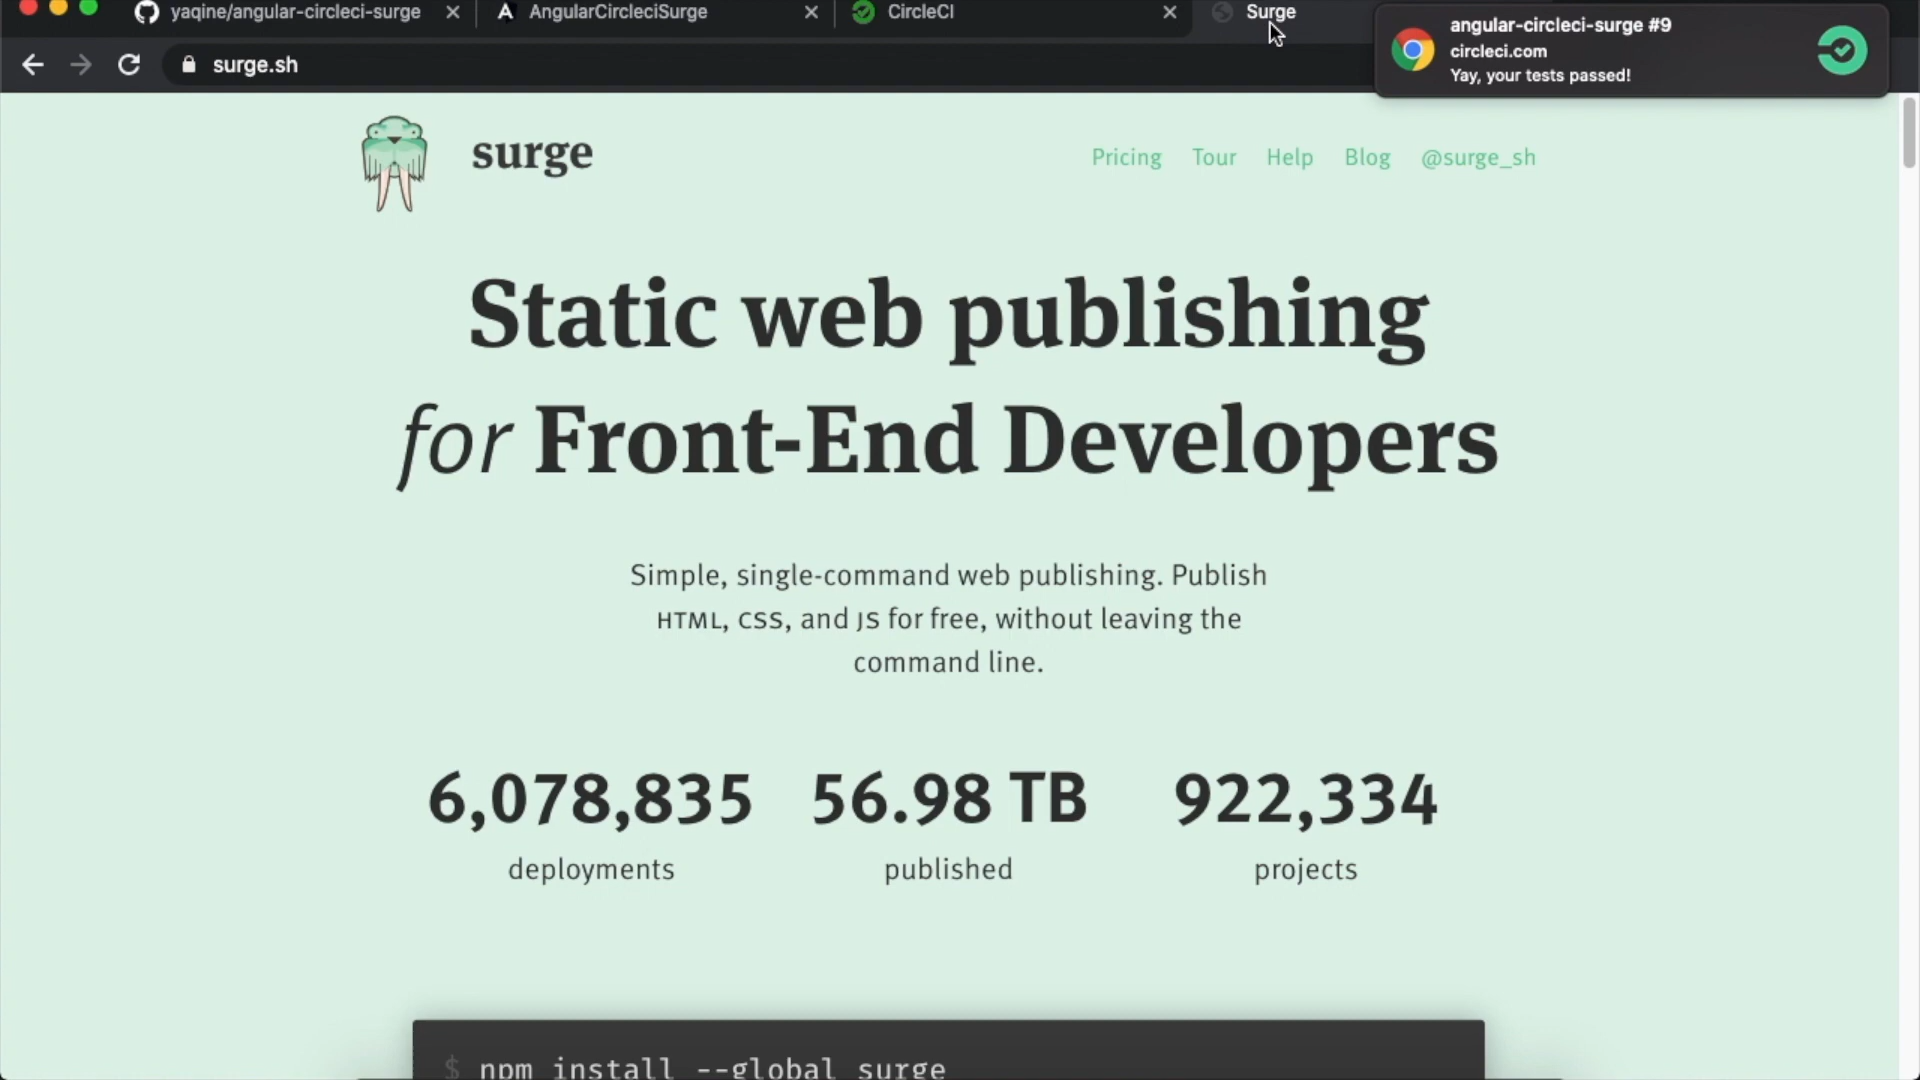 yaqine/angular-circleci-surge
AngularCircleciSurge
CircleCI
Surge
angular-circleci-surge #9
circleci.com
Yay, your tests passed!
surge.sh
surge
Pricing
Tour
Help
Blog
@surge_sh
Static web publishing
for Front-End Developers
Simple, single-command web publishing. Publish
HTML, CSS, and JS for free, without leaving the
command line.
6,078,835
56.98 TB
922,334
deployments
published
projects
$ npm install --global surge